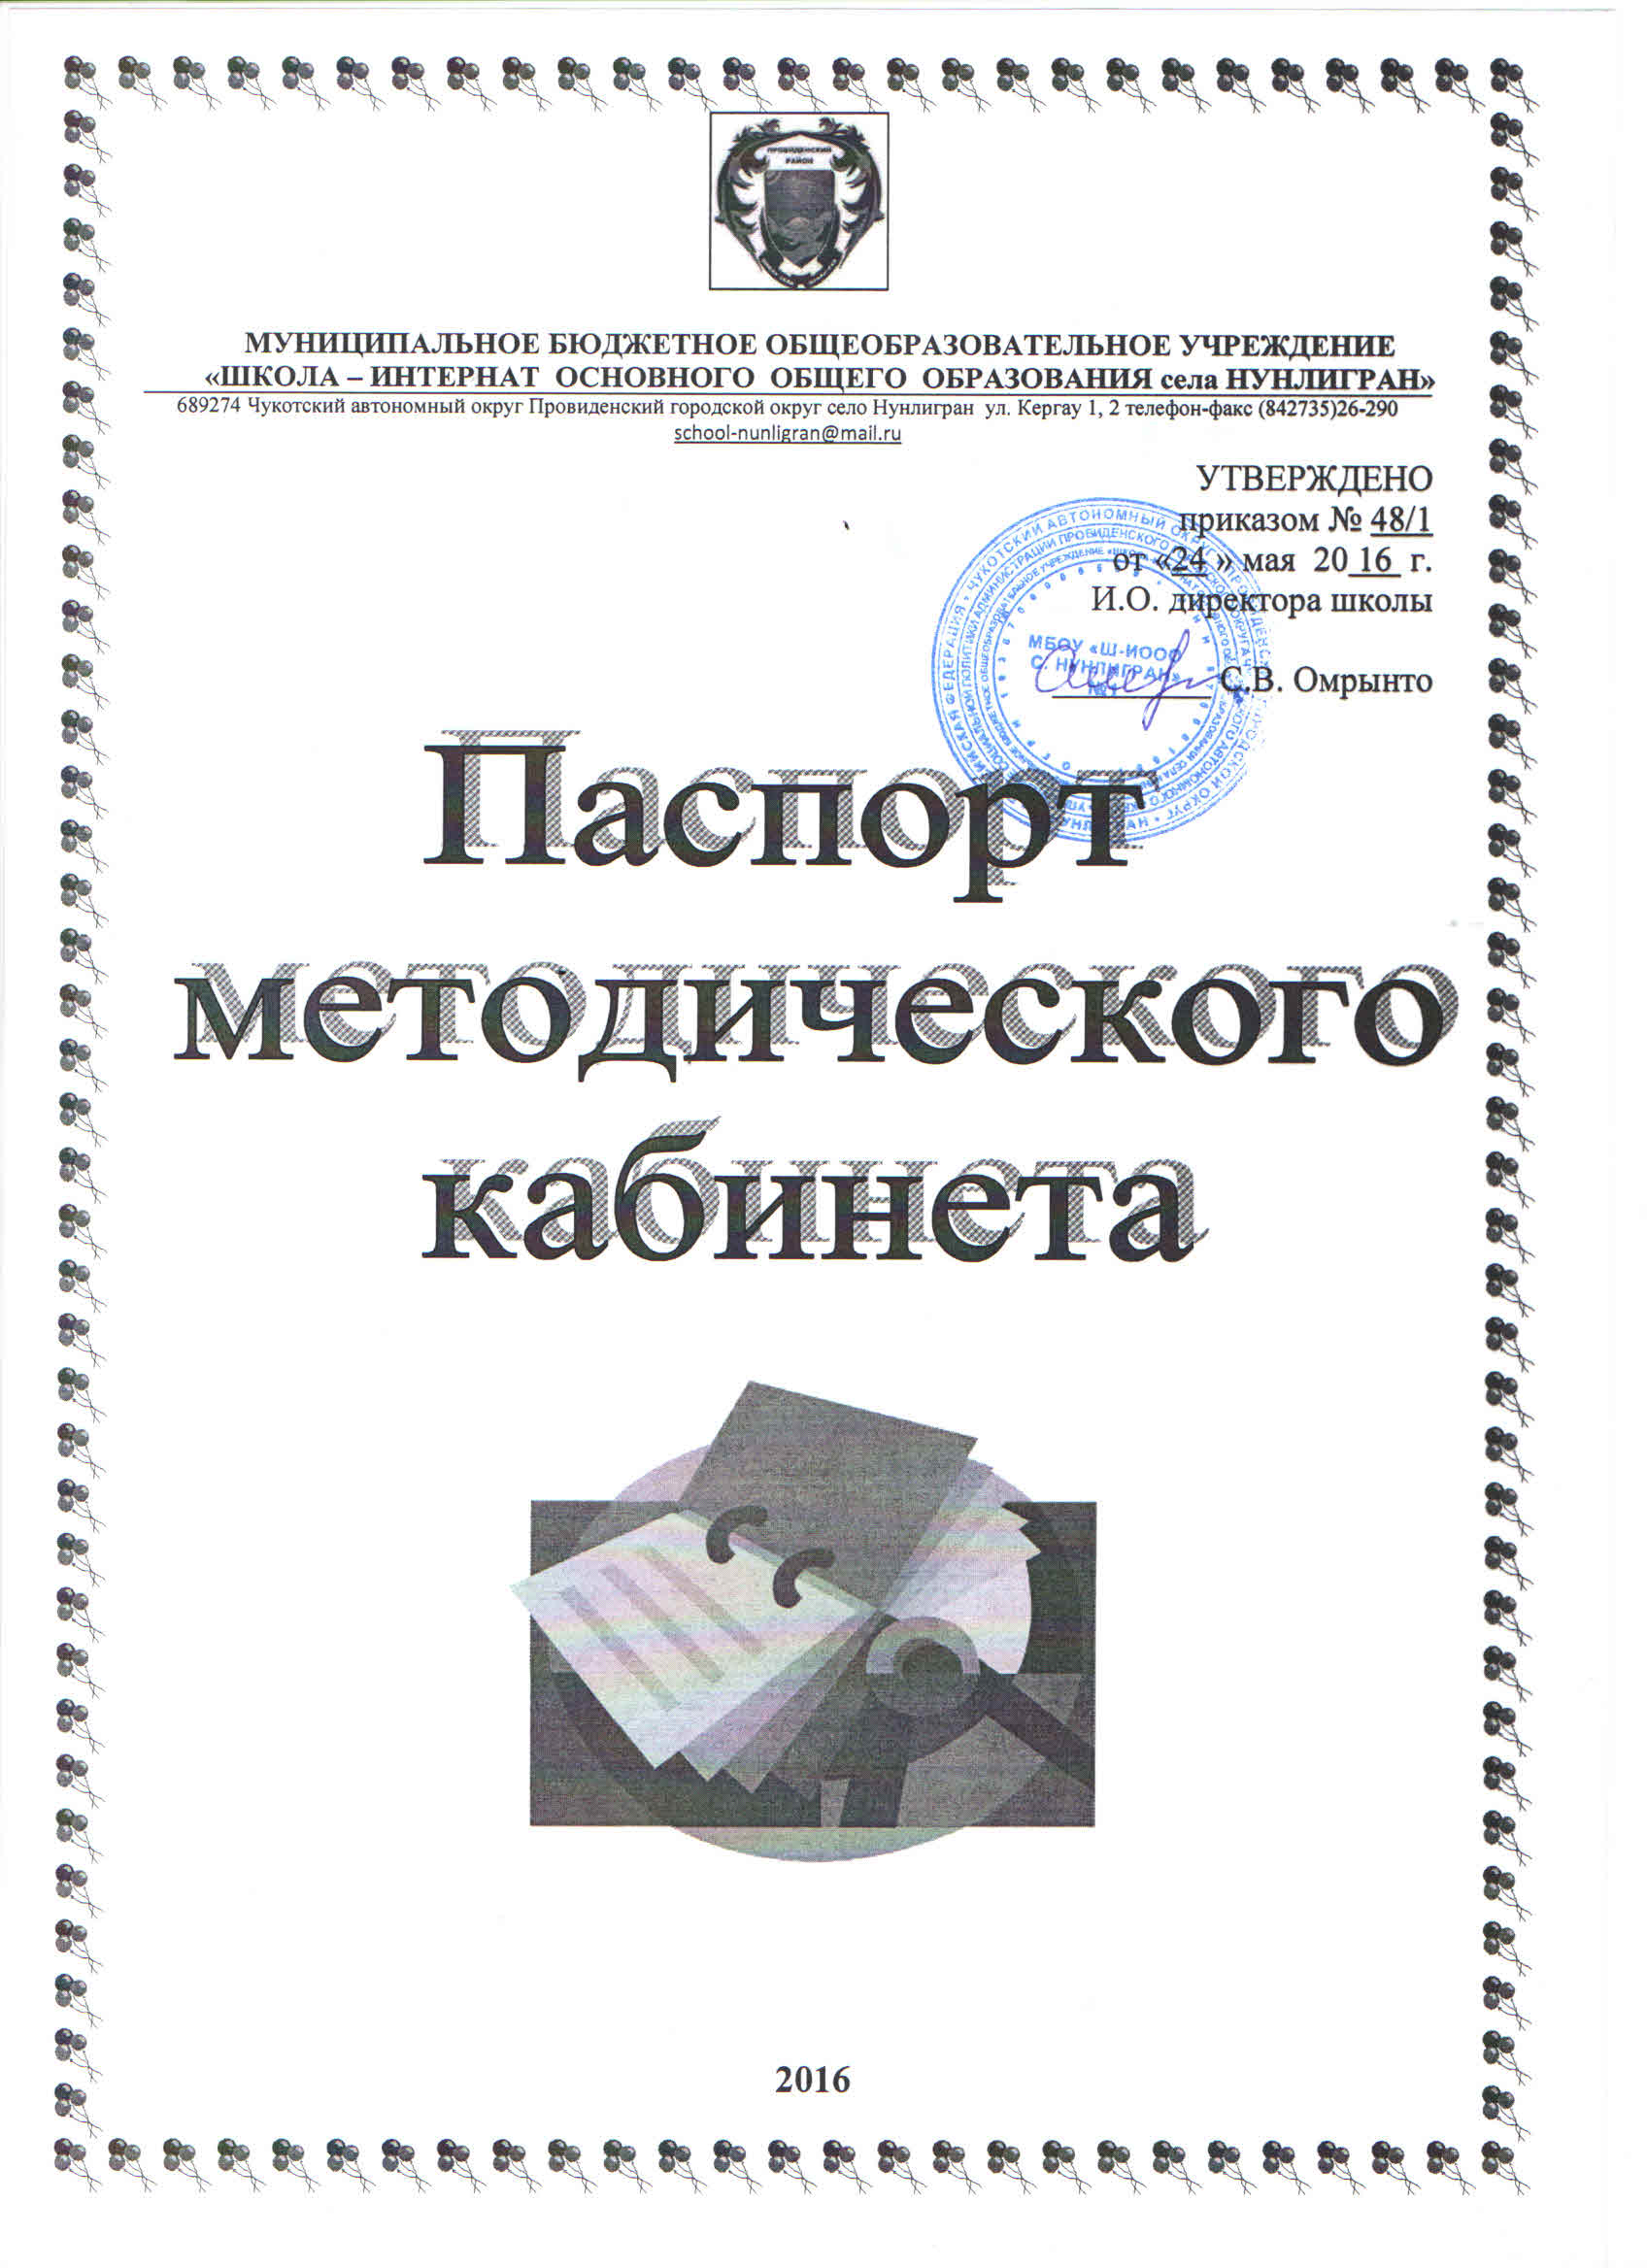 ПРОВИДЕНСКИЙ
РАЙОН
МУНИЦИПАЛЬНОЕ БЮДЖЕТНОЕ ОБЩЕОБРАЗОВАТЕЛЬНОЕ УЧРЕЖДЕНИЕ
«ШКОЛА – ИНТЕРНАТ ОСНОВНОГО ОБЩЕГО ОБРАЗОВАНИЯ села НУНЛИГРАН»
689274 Чукотский автономный округ Провиденский городской округ село Нунлигран ул. Кергау 1, 2 телефон-факс (842735)26-290
school-nunligran@mail.ru
УТВЕРЖДЕНО
приказом № 48/1
от «24 » мая 20 16 г.
И.О. директора школы
МБОУ «Ш-ИООО
С. НУНЛИГРАН»
С.В. Омрынто
Паспорт
методического
кабинета
2016